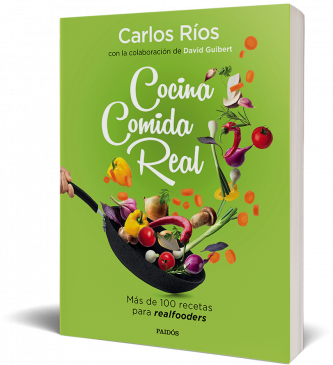 Carlos Ríos
con la colaboración de David Guibert
Cocina
Comida
Real
Más de 100 recetas
para realfooders
PAIDÓS